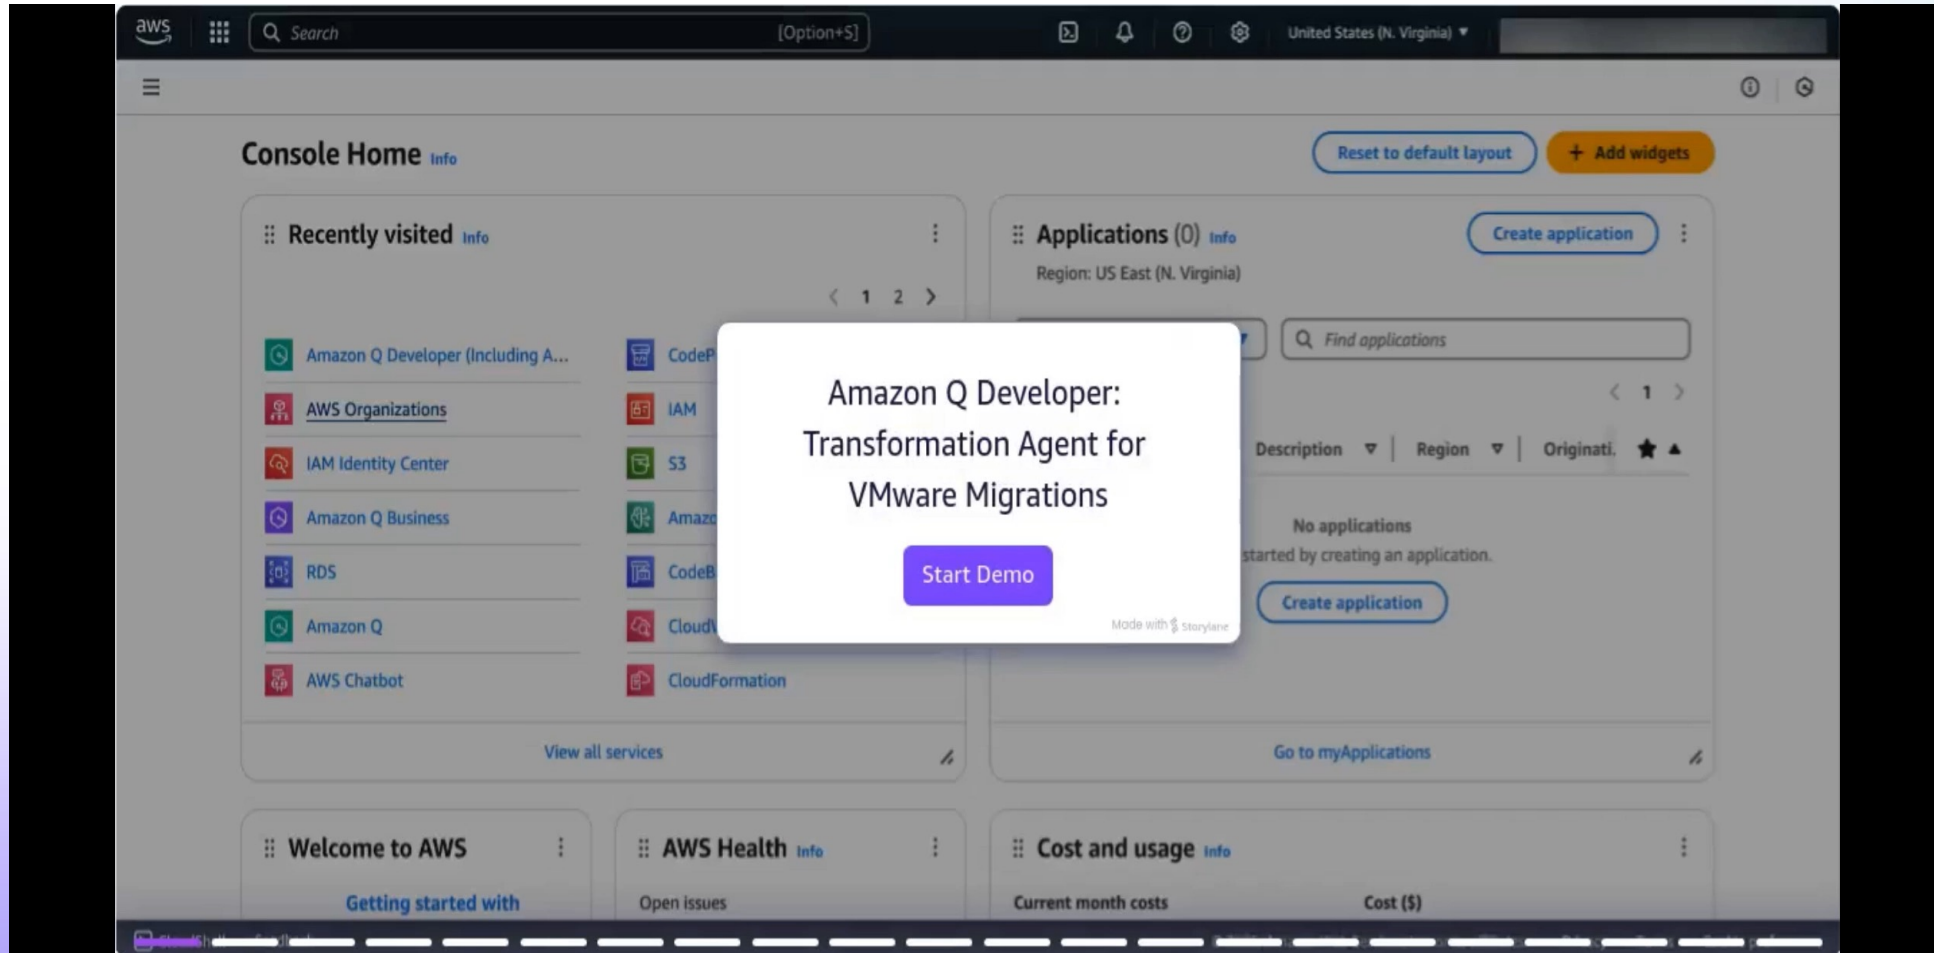 aws
Search
[Option+S]
United States (N. Virginia)
Console Home Info
Reset to default layout
+ Add widgets
Recently visited Info
1 2
Amazon Q Developer (Including A...
AWS Organizations
IAM Identity Center
Amazon Q Business
RDS
Amazon Q
AWS Chatbot
CodeP
IAM
S3
Amazo
CodeB
Cloud
CloudFormation
View all services
Applications (0) Info
Create application
Region: US East (N. Virginia)
Find applications
1
Description
Region
Originati.
No applications
started by creating an application.
Create application
Go to myApplications
Amazon Q Developer:
Transformation Agent for
VMware Migrations
Start Demo
Made with Storylane
Welcome to AWS
Getting started with
AWS Health Info
Open issues
Cost and usage Info
Current month costs
Cost ($)